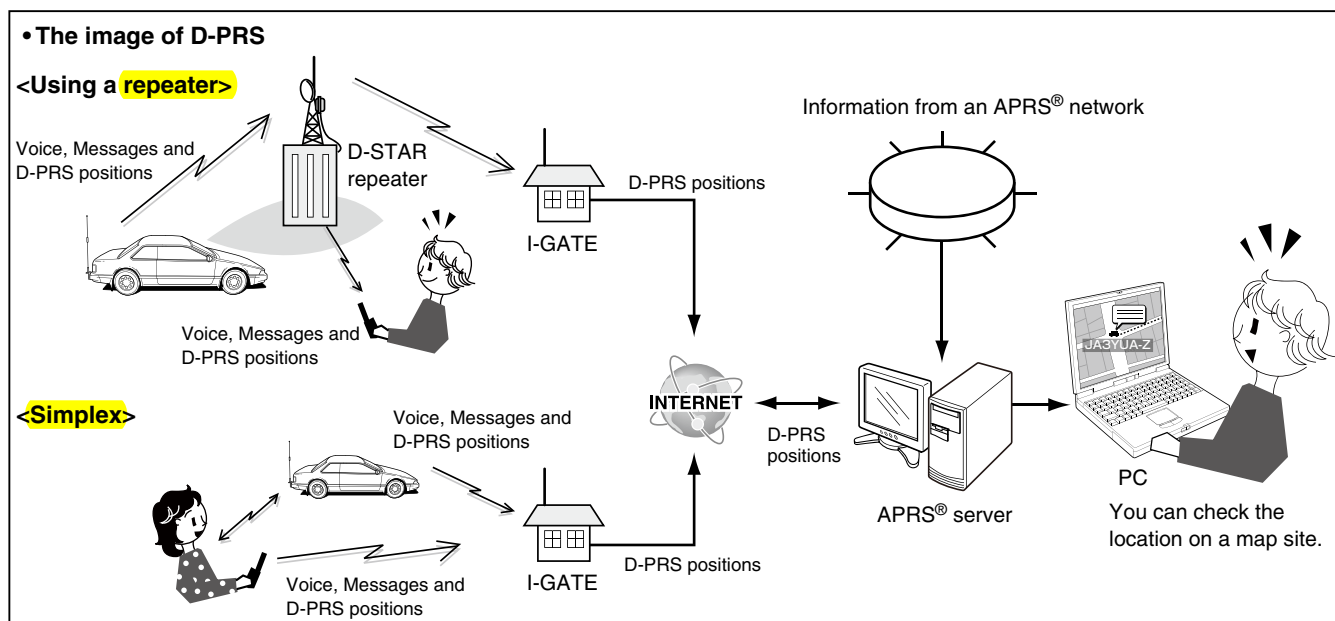 • The image of D-PRS
<Using a repeater>
Voice, Messages and
D-PRS positions
D-STAR
repeater
Voice, Messages and
D-PRS positions
I-GATE
D-PRS positions
Information from an APRS® network
<Simplex>
Voice, Messages and
D-PRS positions
Voice, Messages and
D-PRS positions
I-GATE
D-PRS positions
INTERNET
D-PRS
positions
APRS® server
JA3YUA-Z
PC
You can check the
location on a map site.